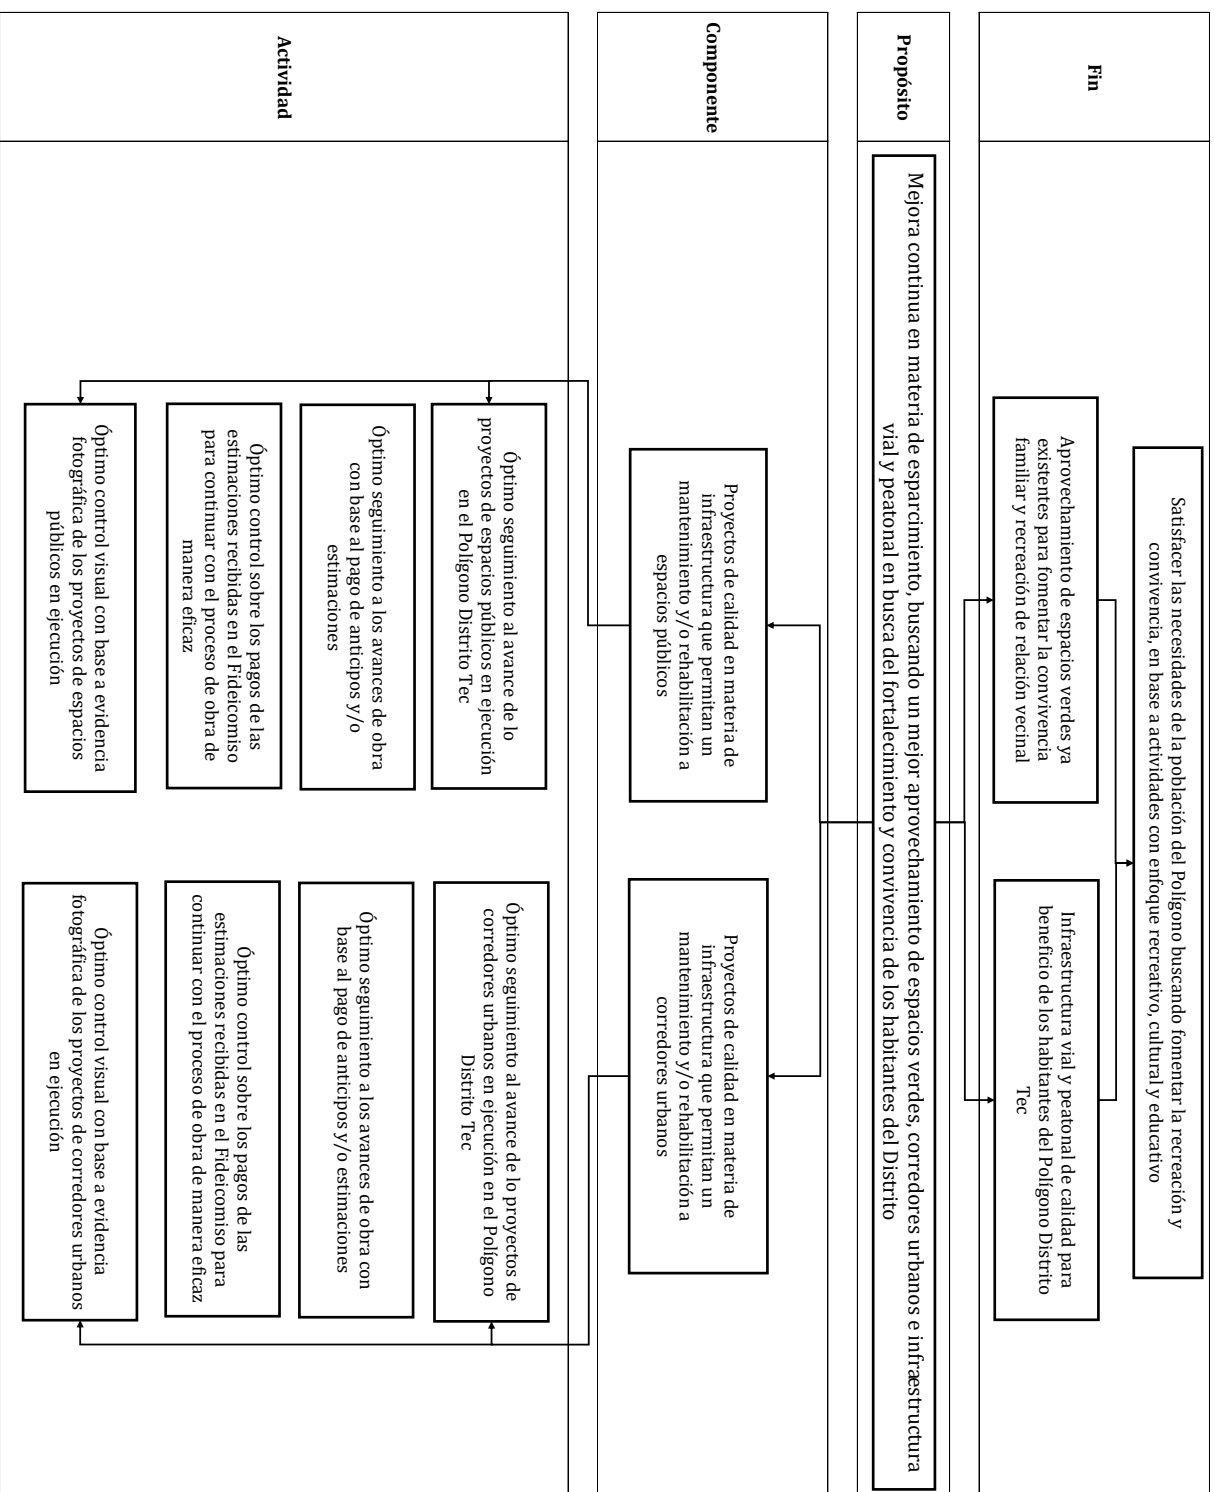 Fin
Satisfacer las necesidades de la población del Polígono buscando fomentar la recreación y
convivencia, en base a actividades con enfoque recreativo, cultural y educativo
Aprovechamiento de espacios verdes ya
existentes para fomentar la convivencia
familiar y recreación de relación vecinal
Infraestructura vial y peatonal de calidad para
beneficio de los habitantes del Polígono Distrito
Tec
Propósito
Mejora continua en materia de esparcimiento, buscando un mejor aprovechamiento de espacios verdes, corredores urbanos e infraestructura
vial y peatonal en busca del fortalecimiento y convivencia de los habitantes del Distrito
Componente
Proyectos de calidad en materia de
infraestructura que permitan un
mantenimiento y/o rehabilitación a
espacios públicos
Proyectos de calidad en materia de
infraestructura que permitan un
mantenimiento y/o rehabilitación a
corredores urbanos
Actividad
Óptimo seguimiento al avance de lo
proyectos de espacios públicos en ejecución
en el Polígono Distrito Tec
Óptimo seguimiento al avance de lo proyectos de
corredores urbanos en ejecución en el Polígono
Distrito Tec
Óptimo seguimiento a los avances de obra
con base al pago de anticipos y/o
estimaciones
Óptimo seguimiento a los avances de obra con
base al pago de anticipos y/o estimaciones
Óptimo control sobre los pagos de las
estimaciones recibidas en el Fideicomiso
para continuar con el proceso de obra de
manera eficaz
Óptimo control sobre los pagos de las
estimaciones recibidas en el Fideicomiso para
continuar con el proceso de obra de manera eficaz
Óptimo control visual con base a evidencia
fotográfica de los proyectos de espacios
públicos en ejecución
Óptimo control visual con base a evidencia
fotográfica de los proyectos de corredores urbanos
en ejecución